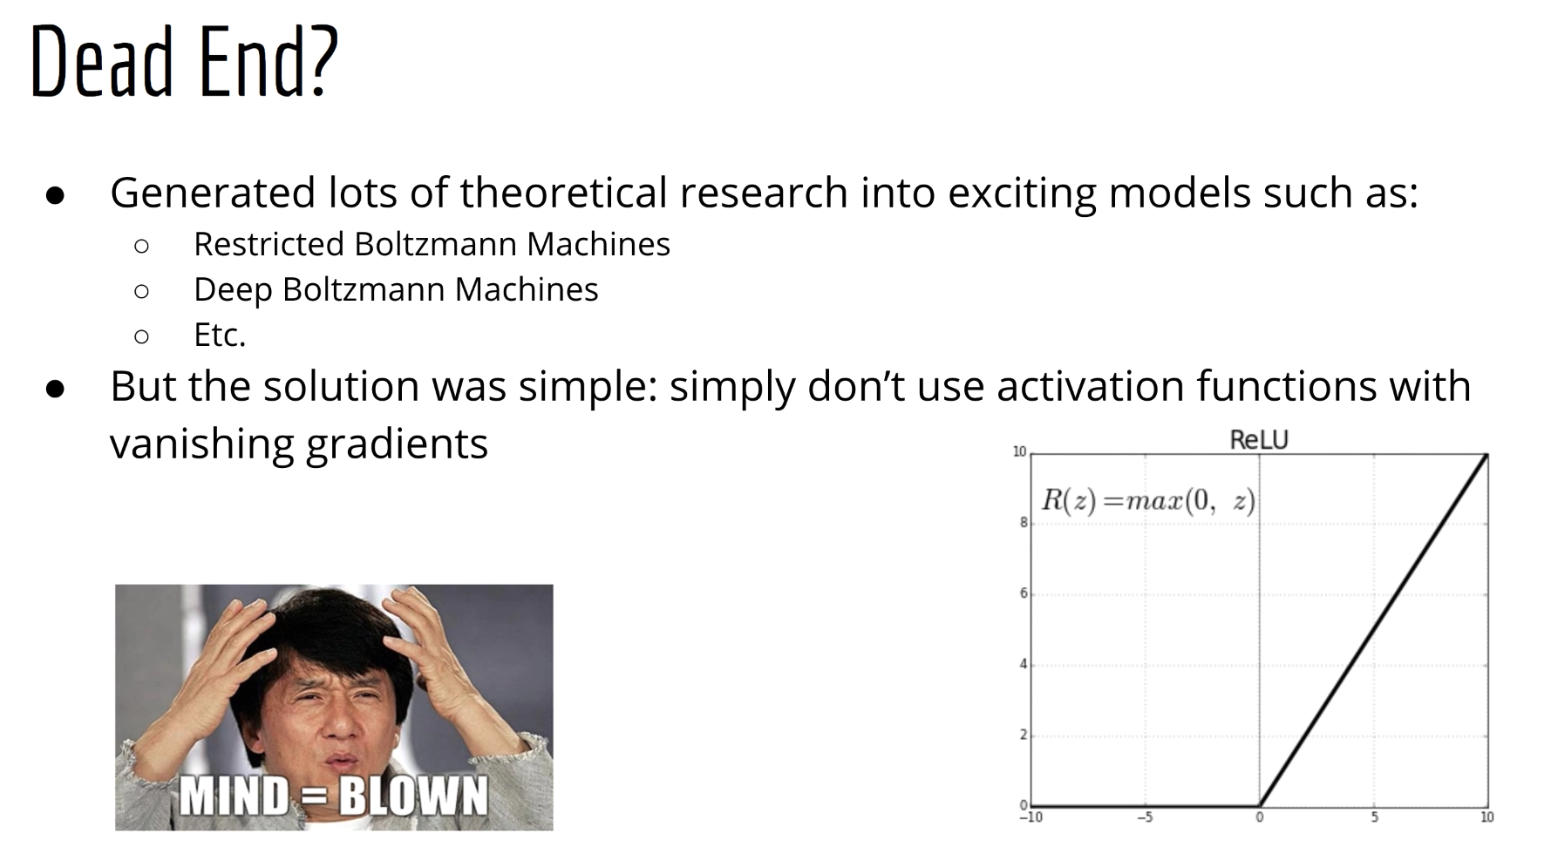 Dead End?
● Generated lots of theoretical research into exciting models such as:
○ Restricted Boltzmann Machines
○ Deep Boltzmann Machines
○ Etc.
● But the solution was simple: simply don’t use activation functions with
vanishing gradients
ReLU
R(z)=max(0, z)
10
8
6
4
2
0
−10 −5 0 5 10
MIND = BLOWN